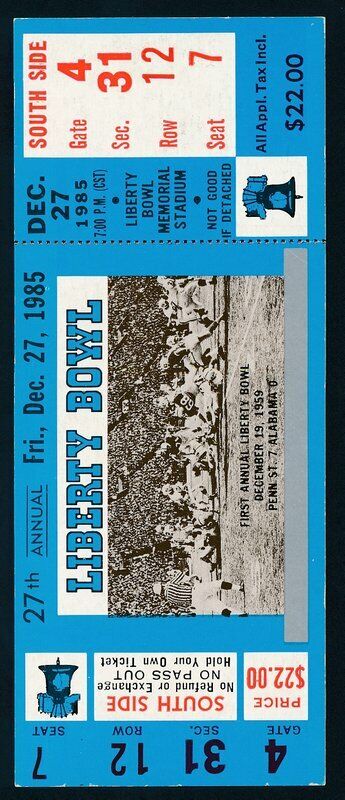 SOUTH SIDE
4
Gate
31
Sec.
12
Row
7
Seat
All Appl. Tax Incl.
$22.00
DEC.
27
1985
7:00 P.M. (CST)
•
LIBERTY
BOWL
MEMORIAL
STADIUM
•
NOT GOOD
IF DETACHED
27th ANNUAL Fri., Dec. 27, 1985
LIBERTY BOWL
88
FIRST ANNUAL LIBERTY BOWL
DECEMBER 19, 1959
PENN ST. 7, ALABAMA 0
No Refund or Exchange
NO PASS OUT
Hold Your Own Ticket
SOUTH SIDE
PRICE
$22.00
GATE
4
SEC.
31
ROW
12
SEAT
7